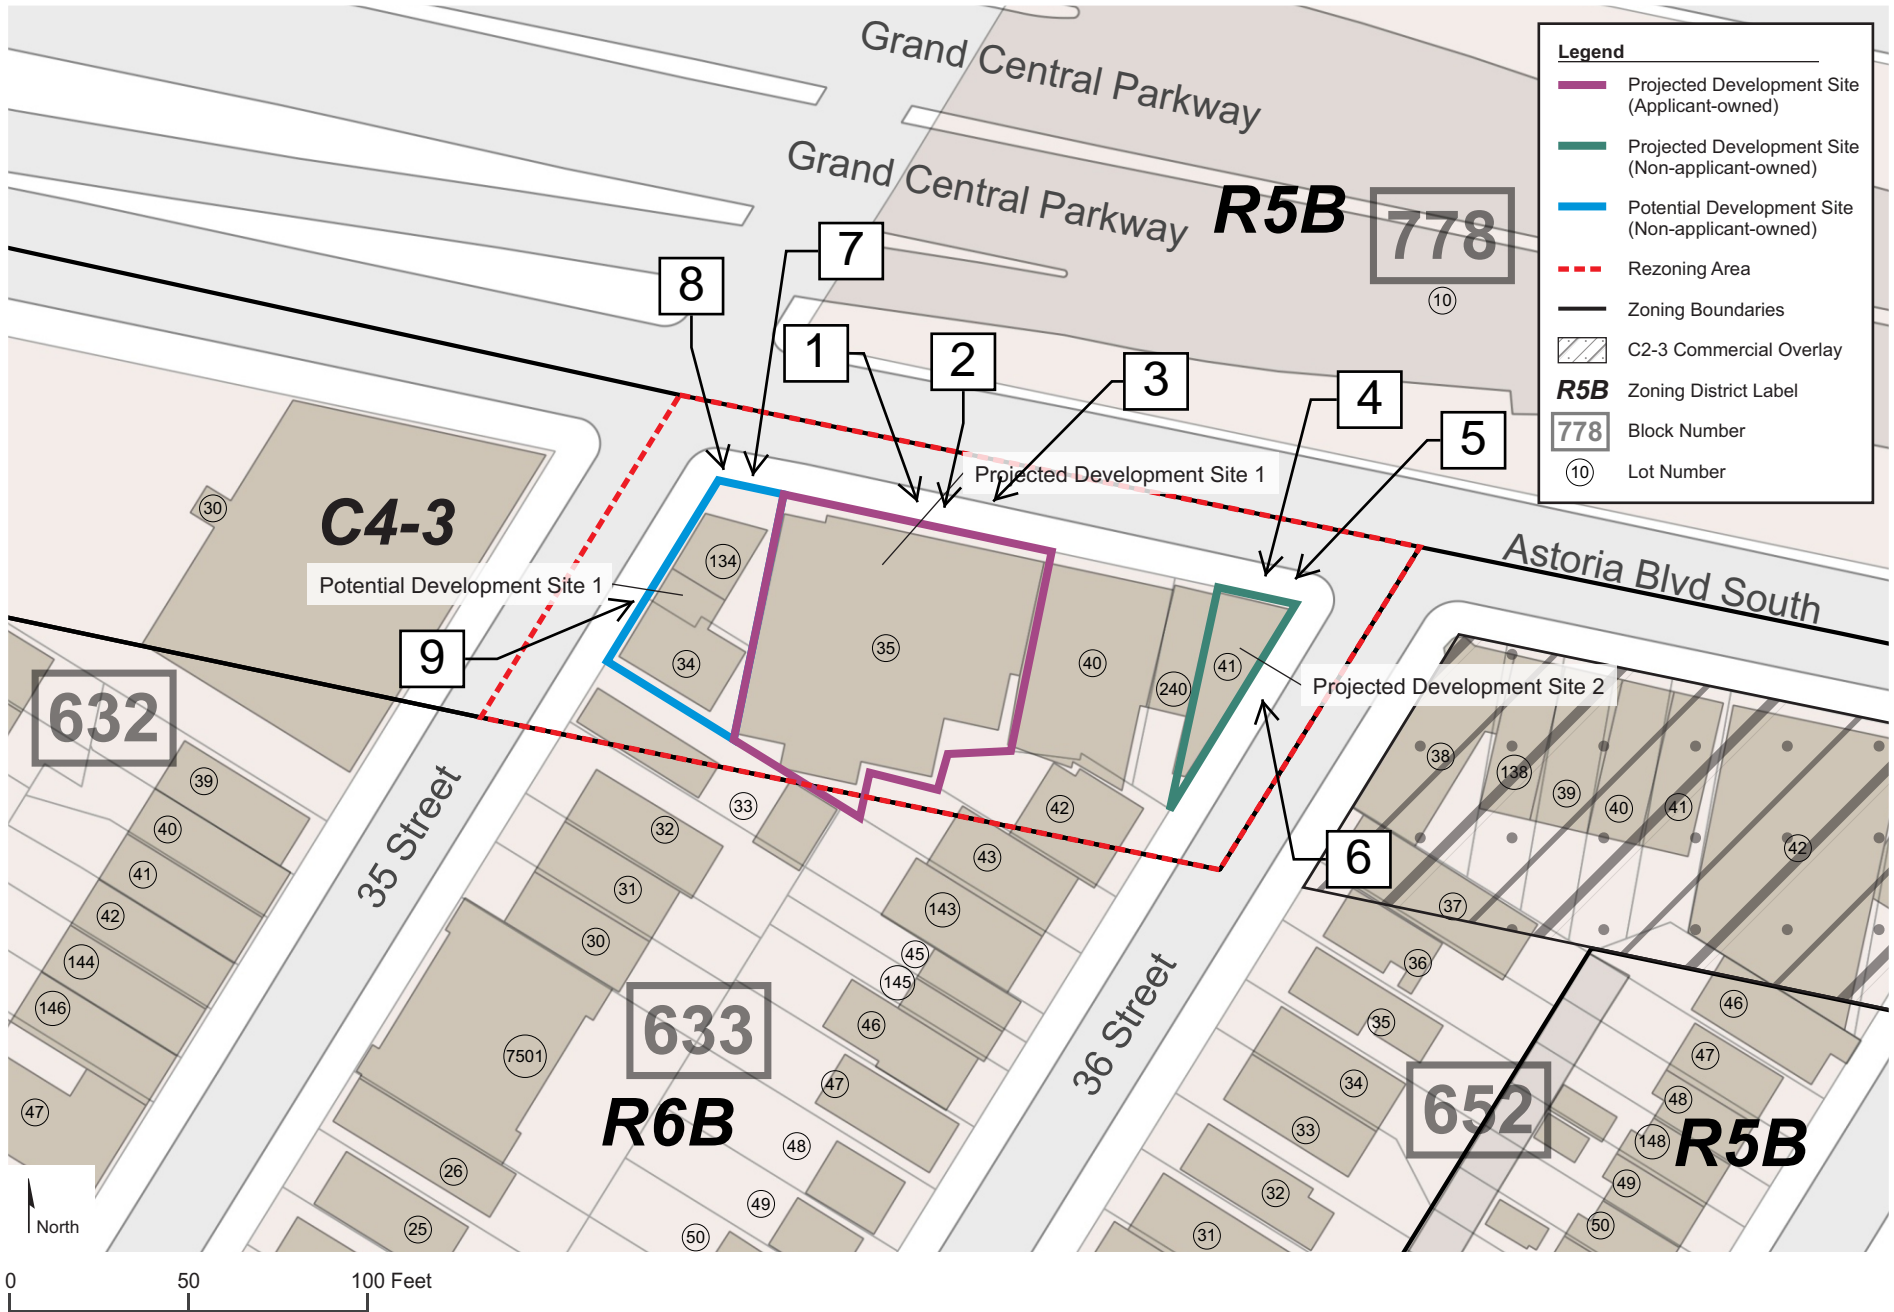 Grand Central Parkway
Grand Central Parkway
R5B
778
10
Legend
Projected Development Site
(Applicant-owned)
Projected Development Site
(Non-applicant-owned)
Potential Development Site
(Non-applicant-owned)
Rezoning Area
Zoning Boundaries
C2-3 Commercial Overlay
R5B Zoning District Label
778 Block Number
10 Lot Number
7
8
1
2
3
4
5
Projected Development Site 1
30
C4-3
134
Potential Development Site 1
Astoria Blvd South
9
34
35
40
240
41
Projected Development Site 2
632
39
40
41
42
144
146
47
35 Street
33
32
31
30
7501
26
25
42
43
143
45
145
46
47
48
49
50
633
R6B
36 Street
6
38
138
39
40
41
42
37
36
35
34
33
32
31
652
R5B
46
47
48
148
49
50
North
0 50 100 Feet